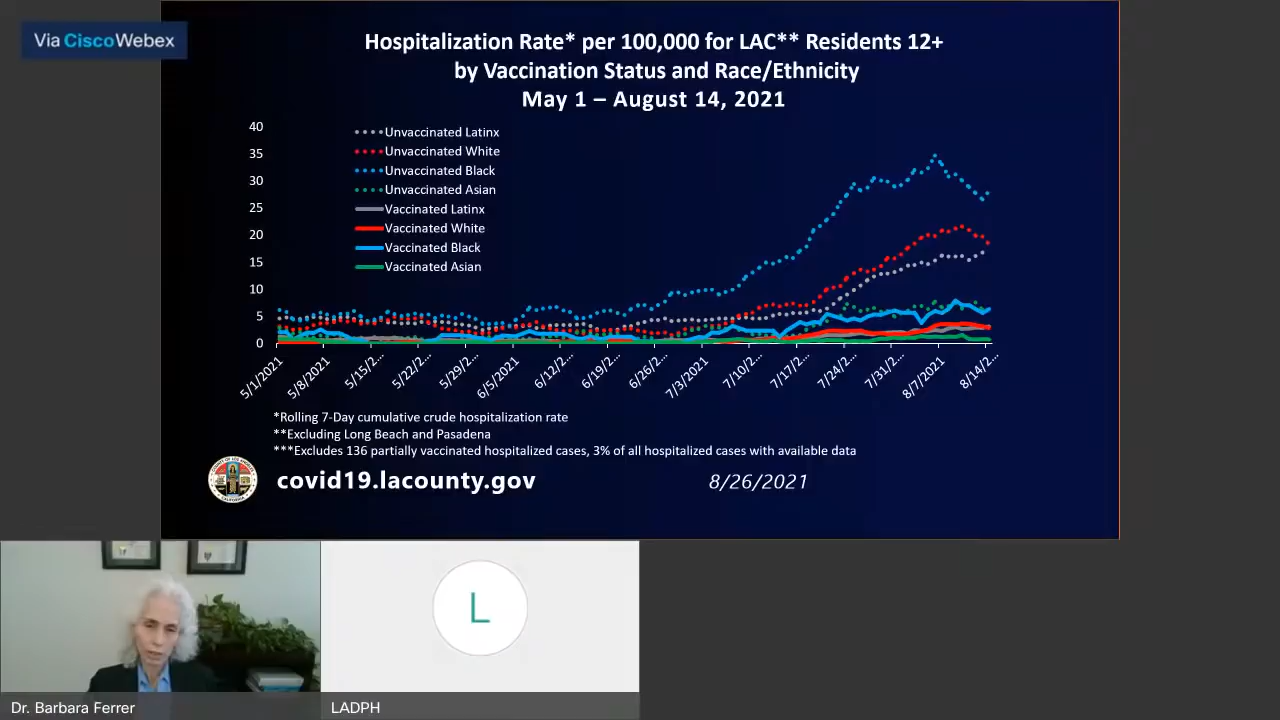 Via Cisco Webex
Hospitalization Rate* per 100,000 for LAC** Residents 12+
by Vaccination Status and Race/Ethnicity
May 1 – August 14, 2021
40
35
30
25
20
15
10
5
0
Unvaccinated Latinx
Unvaccinated White
Unvaccinated Black
Unvaccinated Asian
Vaccinated Latinx
Vaccinated White
Vaccinated Black
Vaccinated Asian
5/1/2021
5/8/2021
5/15/2...
5/22/2...
5/29/2...
6/5/2021
6/12/2...
6/19/2...
6/26/2...
7/3/2021
7/10/2...
7/17/2...
7/24/2...
7/31/2...
8/7/2021
8/14/2...
*Rolling 7-Day cumulative crude hospitalization rate
**Excluding Long Beach and Pasadena
***Excludes 136 partially vaccinated hospitalized cases, 3% of all hospitalized cases with available data
covid19.lacounty.gov
8/26/2021
L
Dr. Barbara Ferrer
LADPH